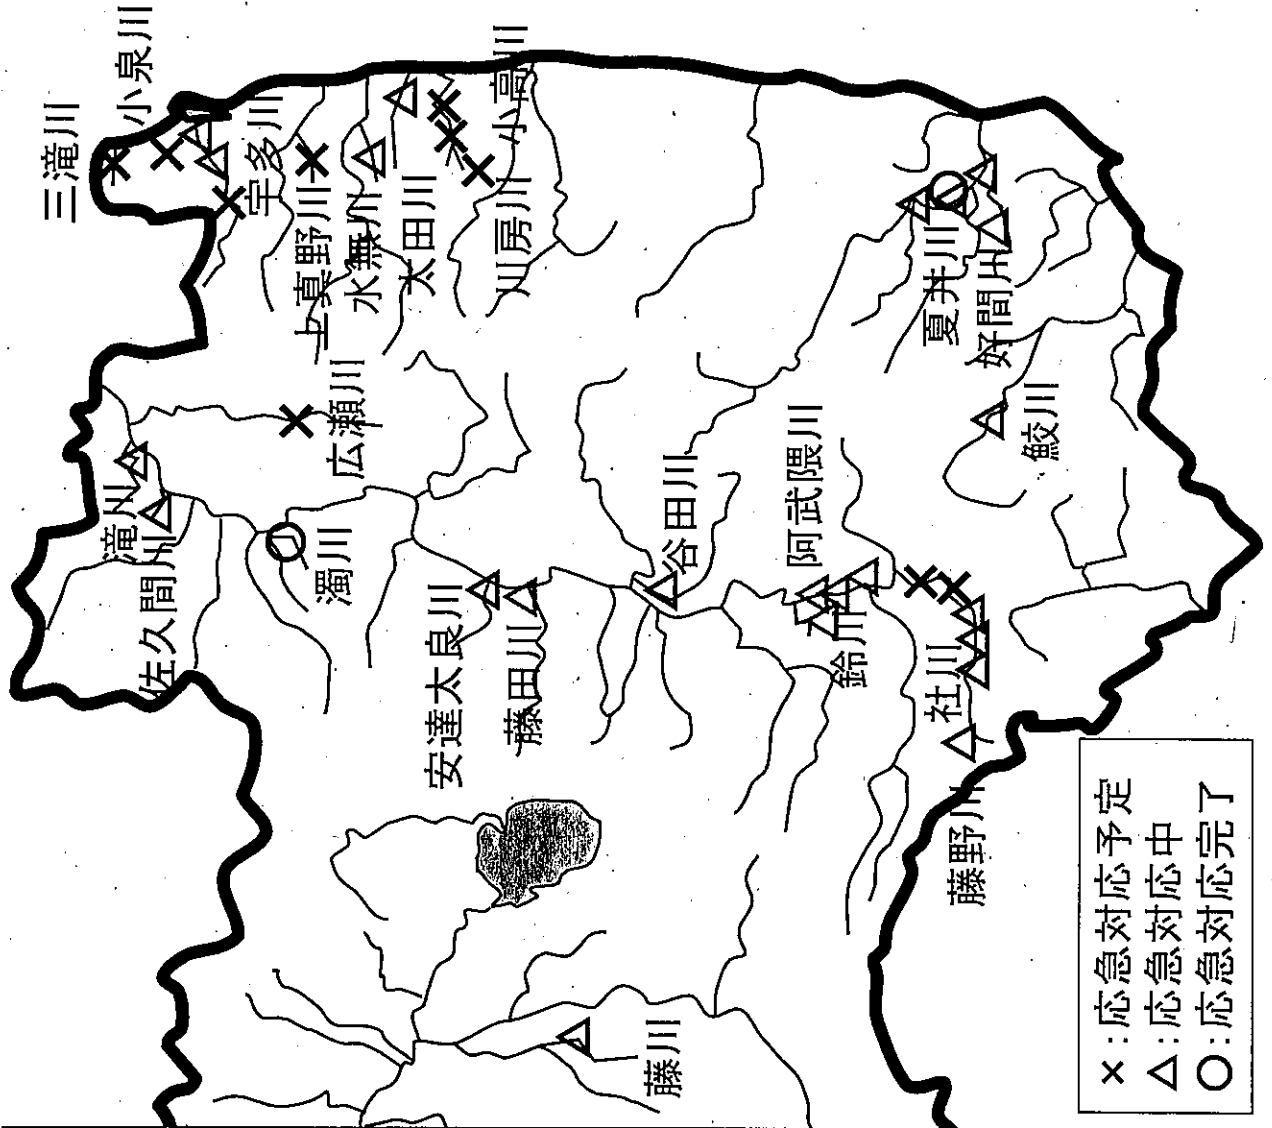 三滝川
小泉川
宇多川
上真野川
水無川
太田川
小高川
川房川
広瀬川
滝川
佐久間川
濁川
安達太良川
藤田川
谷田川
阿武隈川
鈴川
社川
藤野川
夏井川
好間川
鮫川
藤川
×:応急対応予定
△:応急対応中
○:応急対応完了